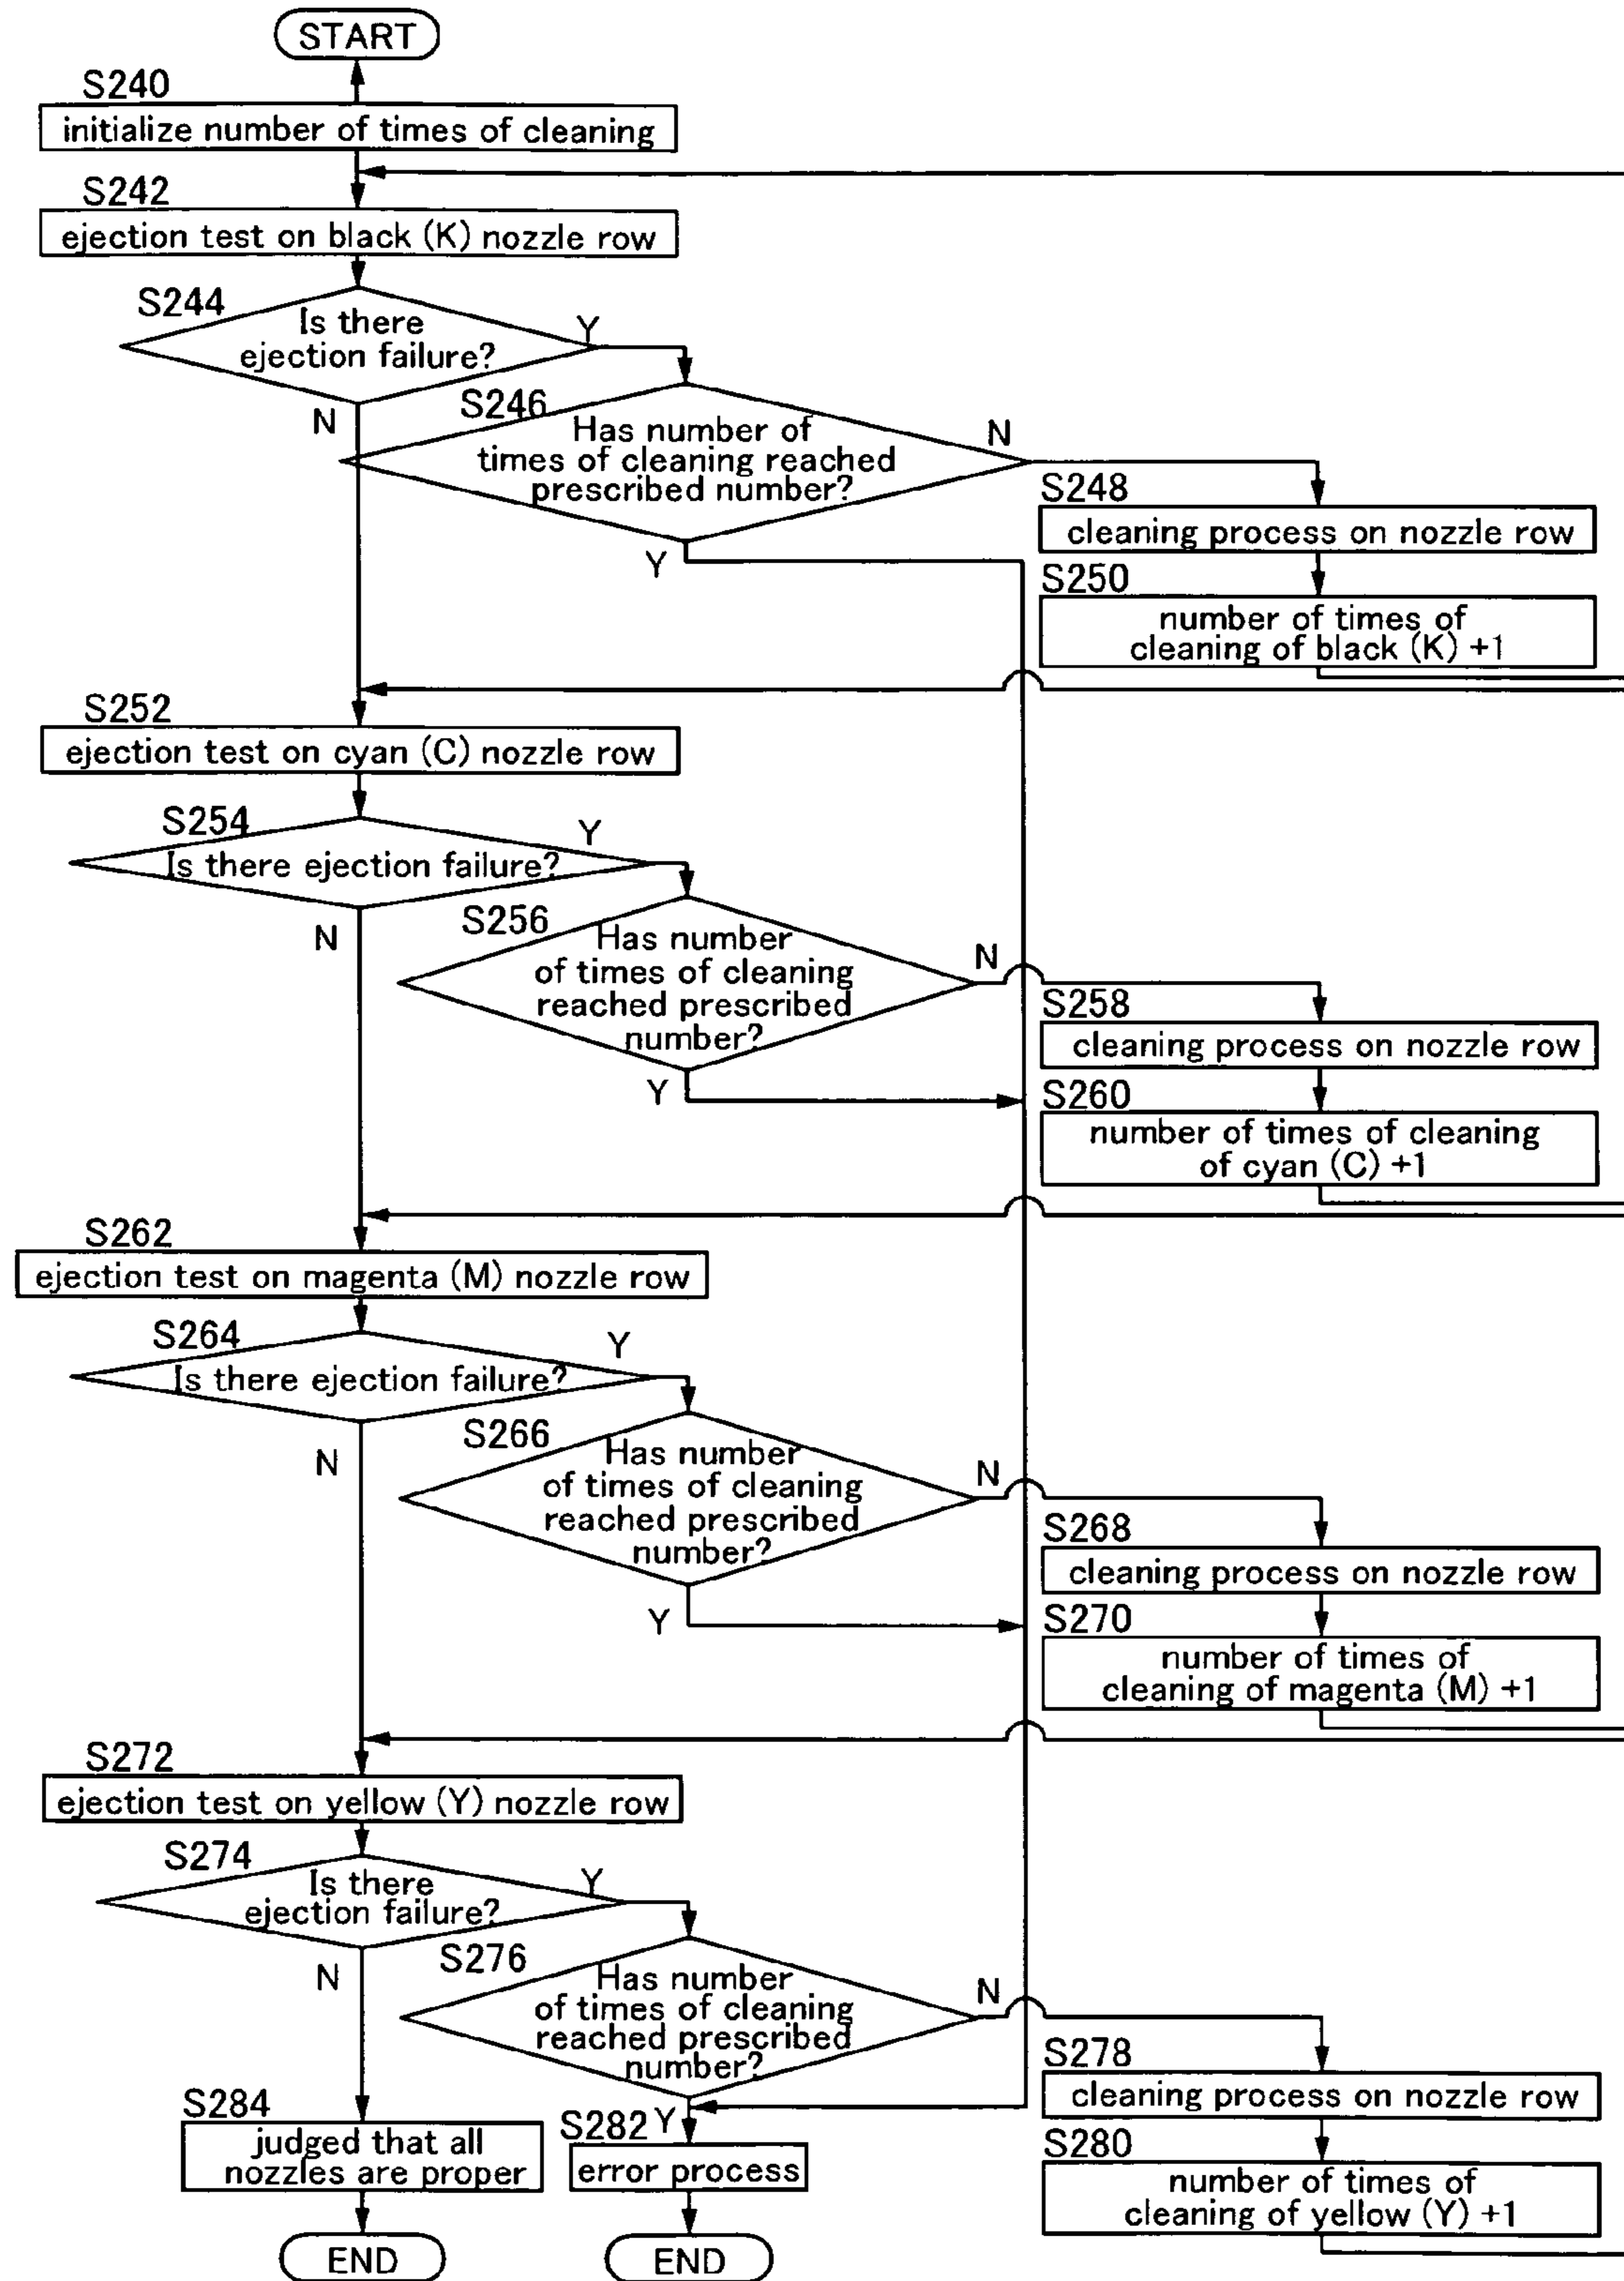 START
S240
initialize number of times of cleaning
S242
ejection test on black (K) nozzle row
S244
Is there
ejection failure?
Y
N
S246
Has number of
times of cleaning reached
prescribed number?
N
Y
S248
cleaning process on nozzle row
S250
number of times of
cleaning of black (K) +1
S252
ejection test on cyan (C) nozzle row
S254
Is there ejection failure?
Y
N
S256
Has number
of times of cleaning
reached prescribed
number?
N
Y
S258
cleaning process on nozzle row
S260
number of times of cleaning
of cyan (C) +1
S262
ejection test on magenta (M) nozzle row
S264
Is there ejection failure?
Y
N
S266
Has number
of times of cleaning
reached prescribed
number?
N
Y
S268
cleaning process on nozzle row
S270
number of times of
cleaning of magenta (M) +1
S272
ejection test on yellow (Y) nozzle row
S274
Is there
ejection failure?
Y
N
S276
Has number
of times of cleaning
reached prescribed
number?
N
Y
S278
cleaning process on nozzle row
S280
number of times of
cleaning of yellow (Y) +1
S284
judged that all
nozzles are proper
S282
error process
END
END